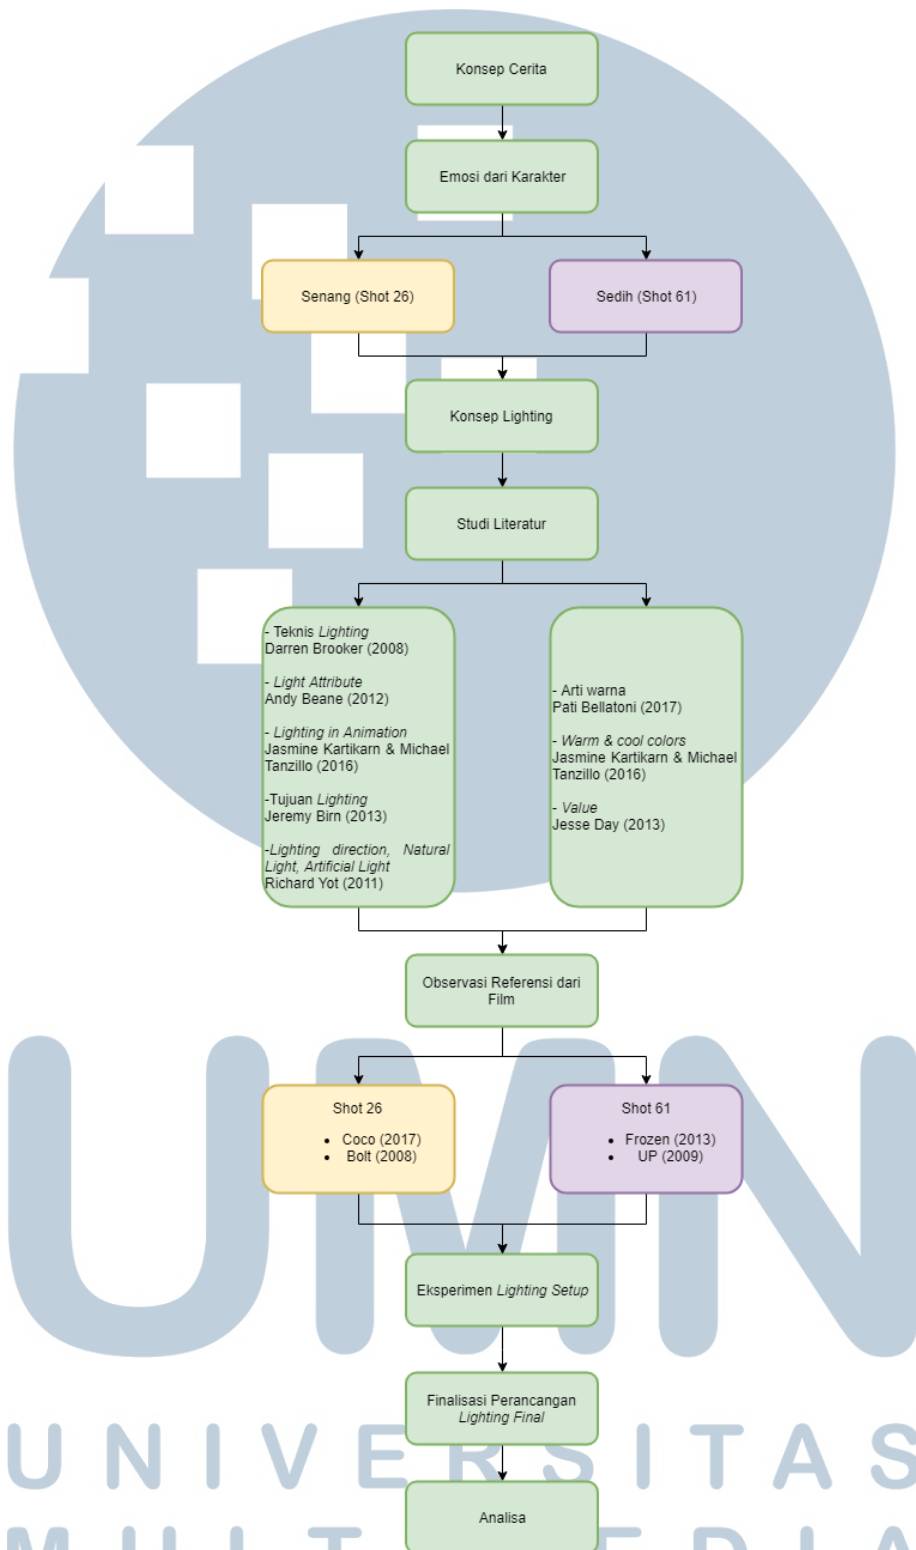 Konsep Cerita
Emosi dari Karakter
Senang (Shot 26)
Sedih (Shot 61)
Konsep Lighting
Studi Literatur
- Teknis Lighting
Darren Brooker (2008)
- Light Attribute
Andy Beane (2012)
- Lighting in Animation
Jasmine Kartikarn & Michael
Tanzillo (2016)
-Tujuan Lighting
Jeremy Birn (2013)
-Lighting direction, Natural
Light, Artificial Light
Richard Yot (2011)
- Arti warna
Pati Bellatoni (2017)
- Warm & cool colors
Jasmine Kartikarn & Michael
Tanzillo (2016)
- Value
Jesse Day (2013)
Observasi Referensi dari
Film
Shot 26
• Coco (2017)
• Bolt (2008)
Shot 61
• Frozen (2013)
• UP (2009)
Eksperimen Lighting Setup
Finalisasi Perancangan
Lighting Final
Analisa
UMN
UNIVERSITAS